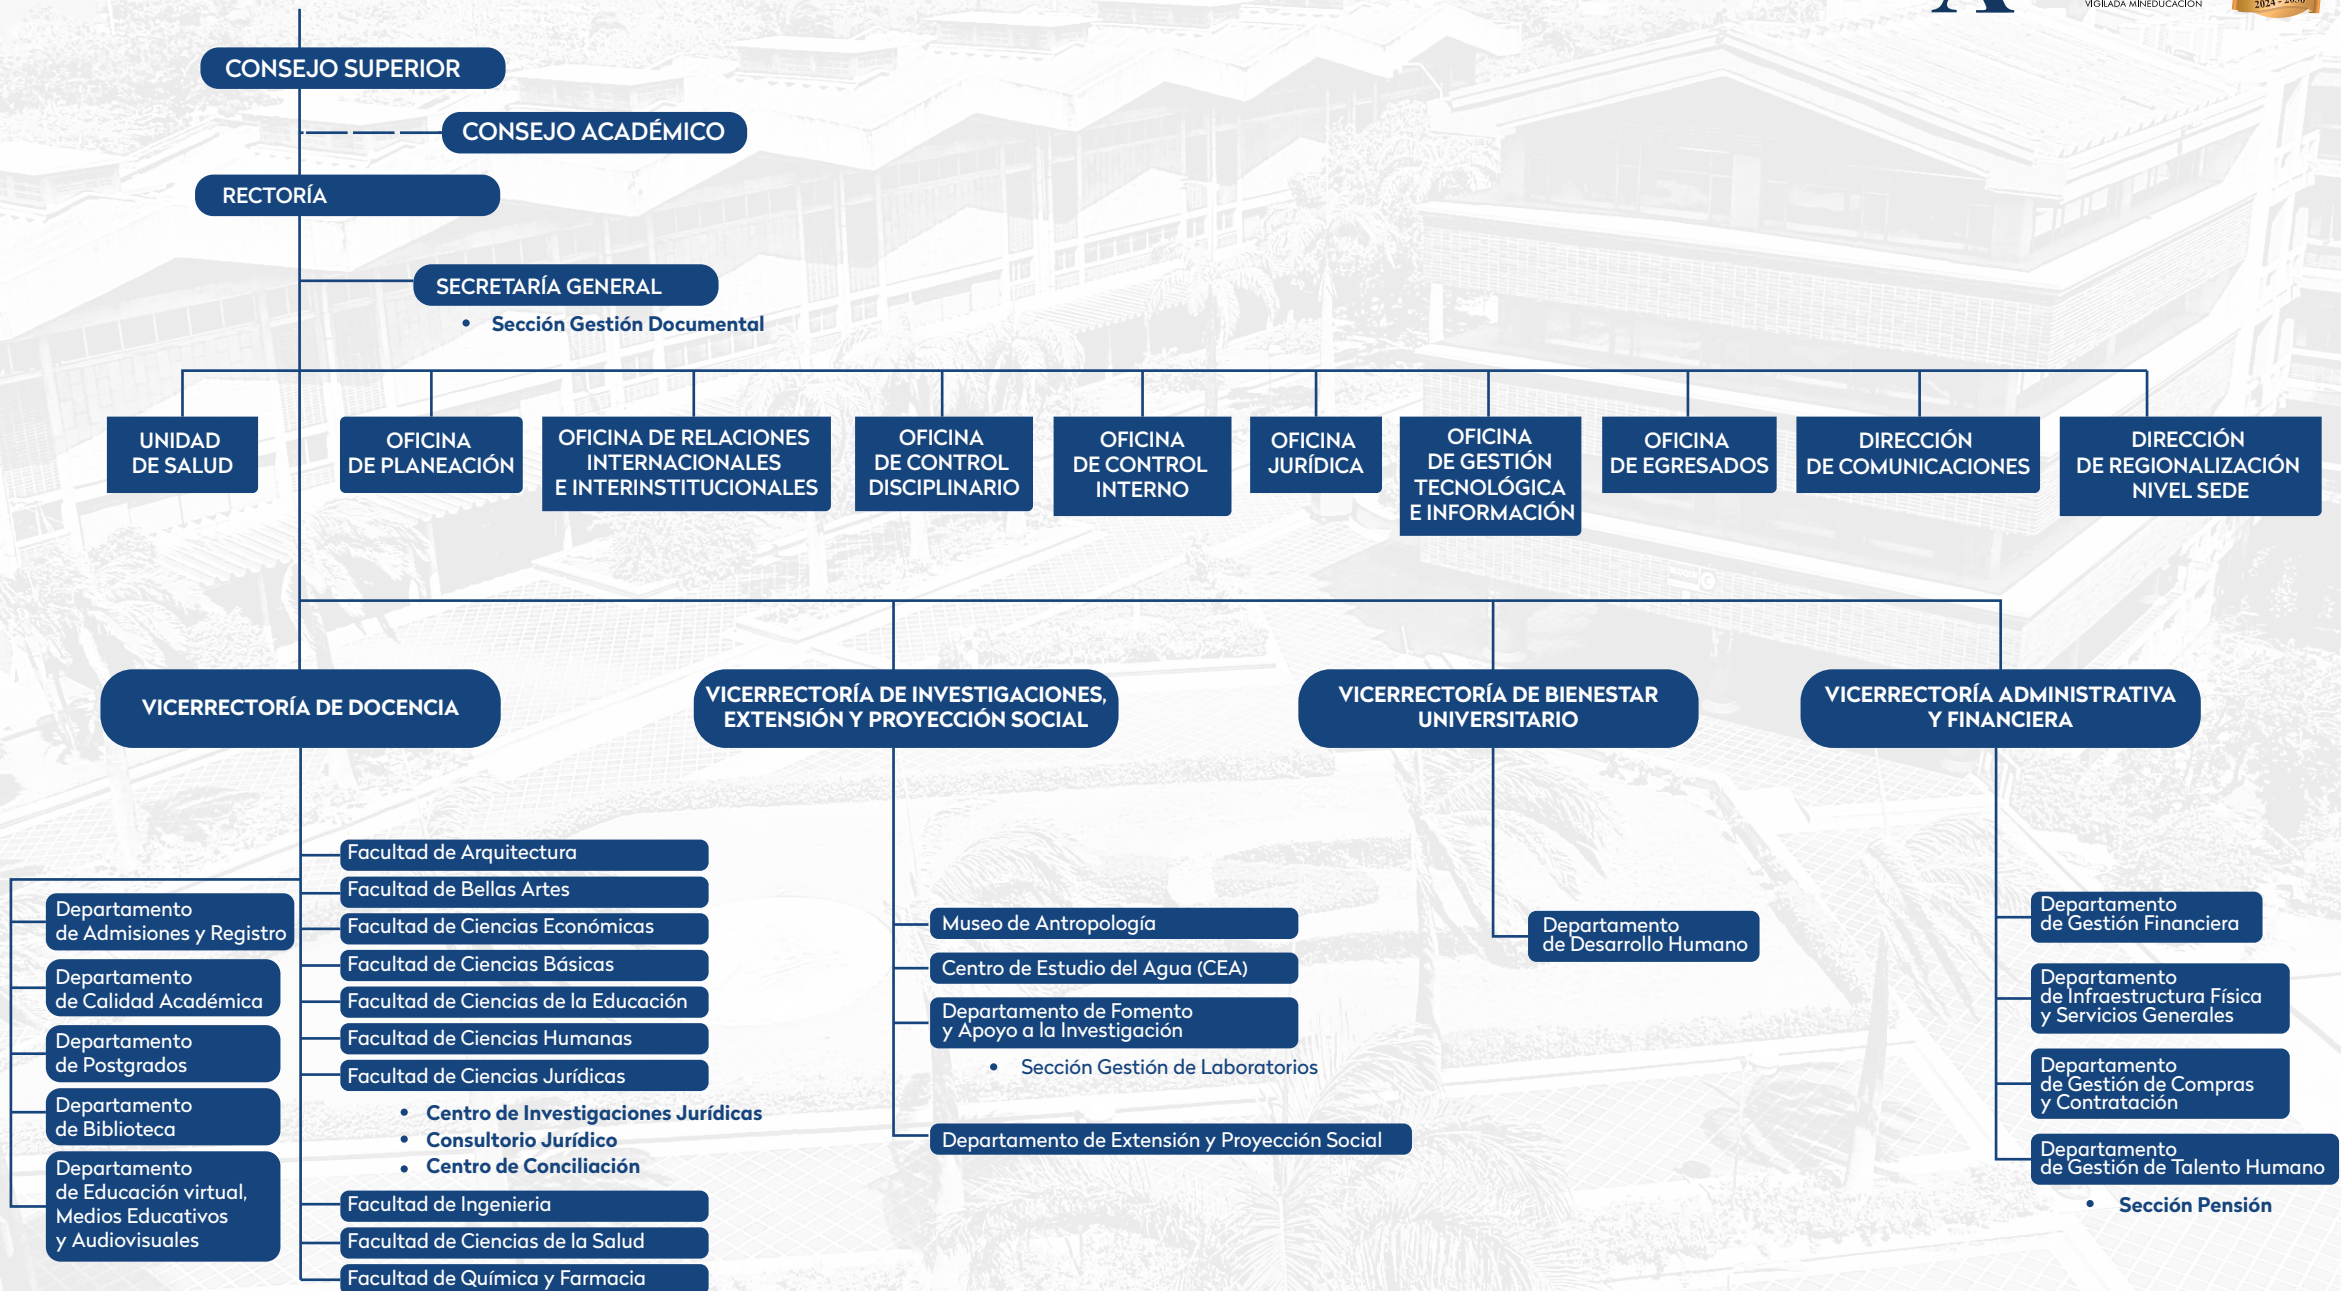 VIGILADA MINEDUCACIÓN
CONSEJO SUPERIOR
CONSEJO ACADÉMICO
RECTORÍA
SECRETARÍA GENERAL
• Sección Gestión Documental
UNIDAD
DE SALUD
OFICINA
DE PLANEACIÓN
OFICINA DE RELACIONES
INTERNACIONALES
E INTERINSTITUCIONALES
OFICINA
DE CONTROL
DISCIPLINARIO
OFICINA
DE CONTROL
INTERNO
OFICINA
JURÍDICA
OFICINA
DE GESTIÓN
TECNOLÓGICA
E INFORMACIÓN
OFICINA
DE EGRESADOS
DIRECCIÓN
DE COMUNICACIONES
DIRECCIÓN
DE REGIONALIZACIÓN
NIVEL SEDE
VICERRECTORÍA DE DOCENCIA
VICERRECTORÍA DE INVESTIGACIONES,
EXTENSIÓN Y PROYECCIÓN SOCIAL
VICERRECTORÍA DE BIENESTAR
UNIVERSITARIO
VICERRECTORÍA ADMINISTRATIVA
Y FINANCIERA
Departamento
de Admisiones y Registro
Departamento
de Calidad Académica
Departamento
de Postgrados
Departamento
de Biblioteca
Departamento
de Educación virtual,
Medios Educativos
y Audiovisuales
Facultad de Arquitectura
Facultad de Bellas Artes
Facultad de Ciencias Económicas
Facultad de Ciencias Básicas
Facultad de Ciencias de la Educación
Facultad de Ciencias Humanas
Facultad de Ciencias Jurídicas
• Centro de Investigaciones Jurídicas
• Consultorio Jurídico
• Centro de Conciliación
Facultad de Ingenieria
Facultad de Ciencias de la Salud
Facultad de Química y Farmacia
Museo de Antropología
Centro de Estudio del Agua (CEA)
Departamento de Fomento
y Apoyo a la Investigación
• Sección Gestión de Laboratorios
Departamento de Extensión y Proyección Social
Departamento
de Desarrollo Humano
Departamento
de Gestión Financiera
Departamento
de Infraestructura Física
y Servicios Generales
Departamento
de Gestión de Compras
y Contratación
Departamento
de Gestión de Talento Humano
• Sección Pensión